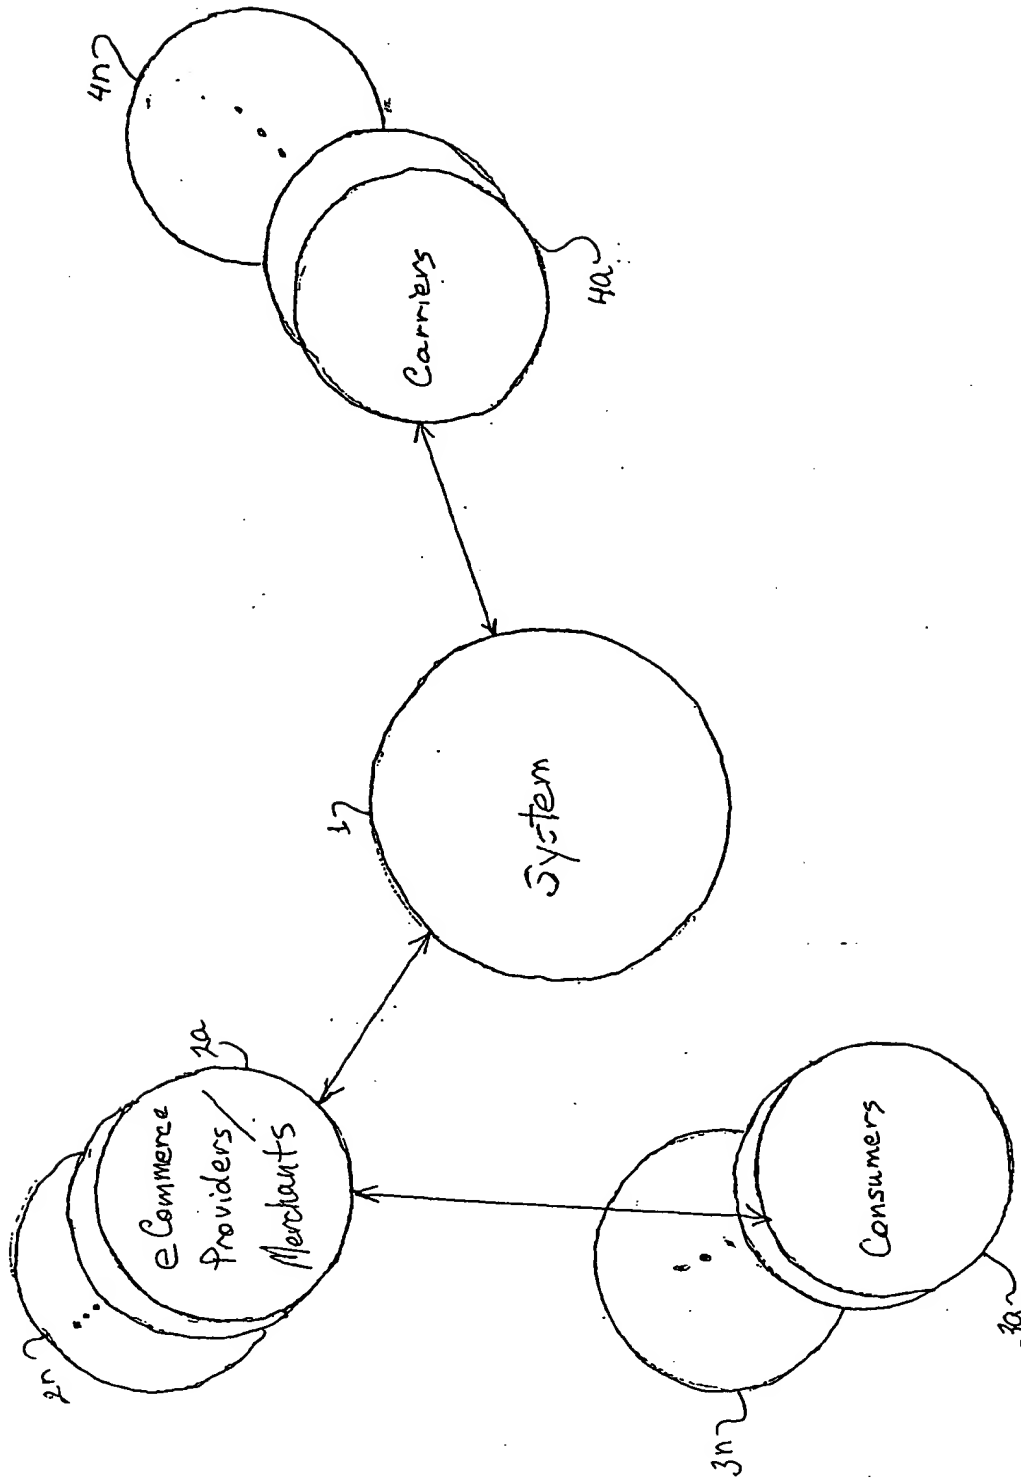 4n
Carriers
4a
1
System
2a
eCommerce
Providers/
Merchants
2n
Consumers
3a
3n